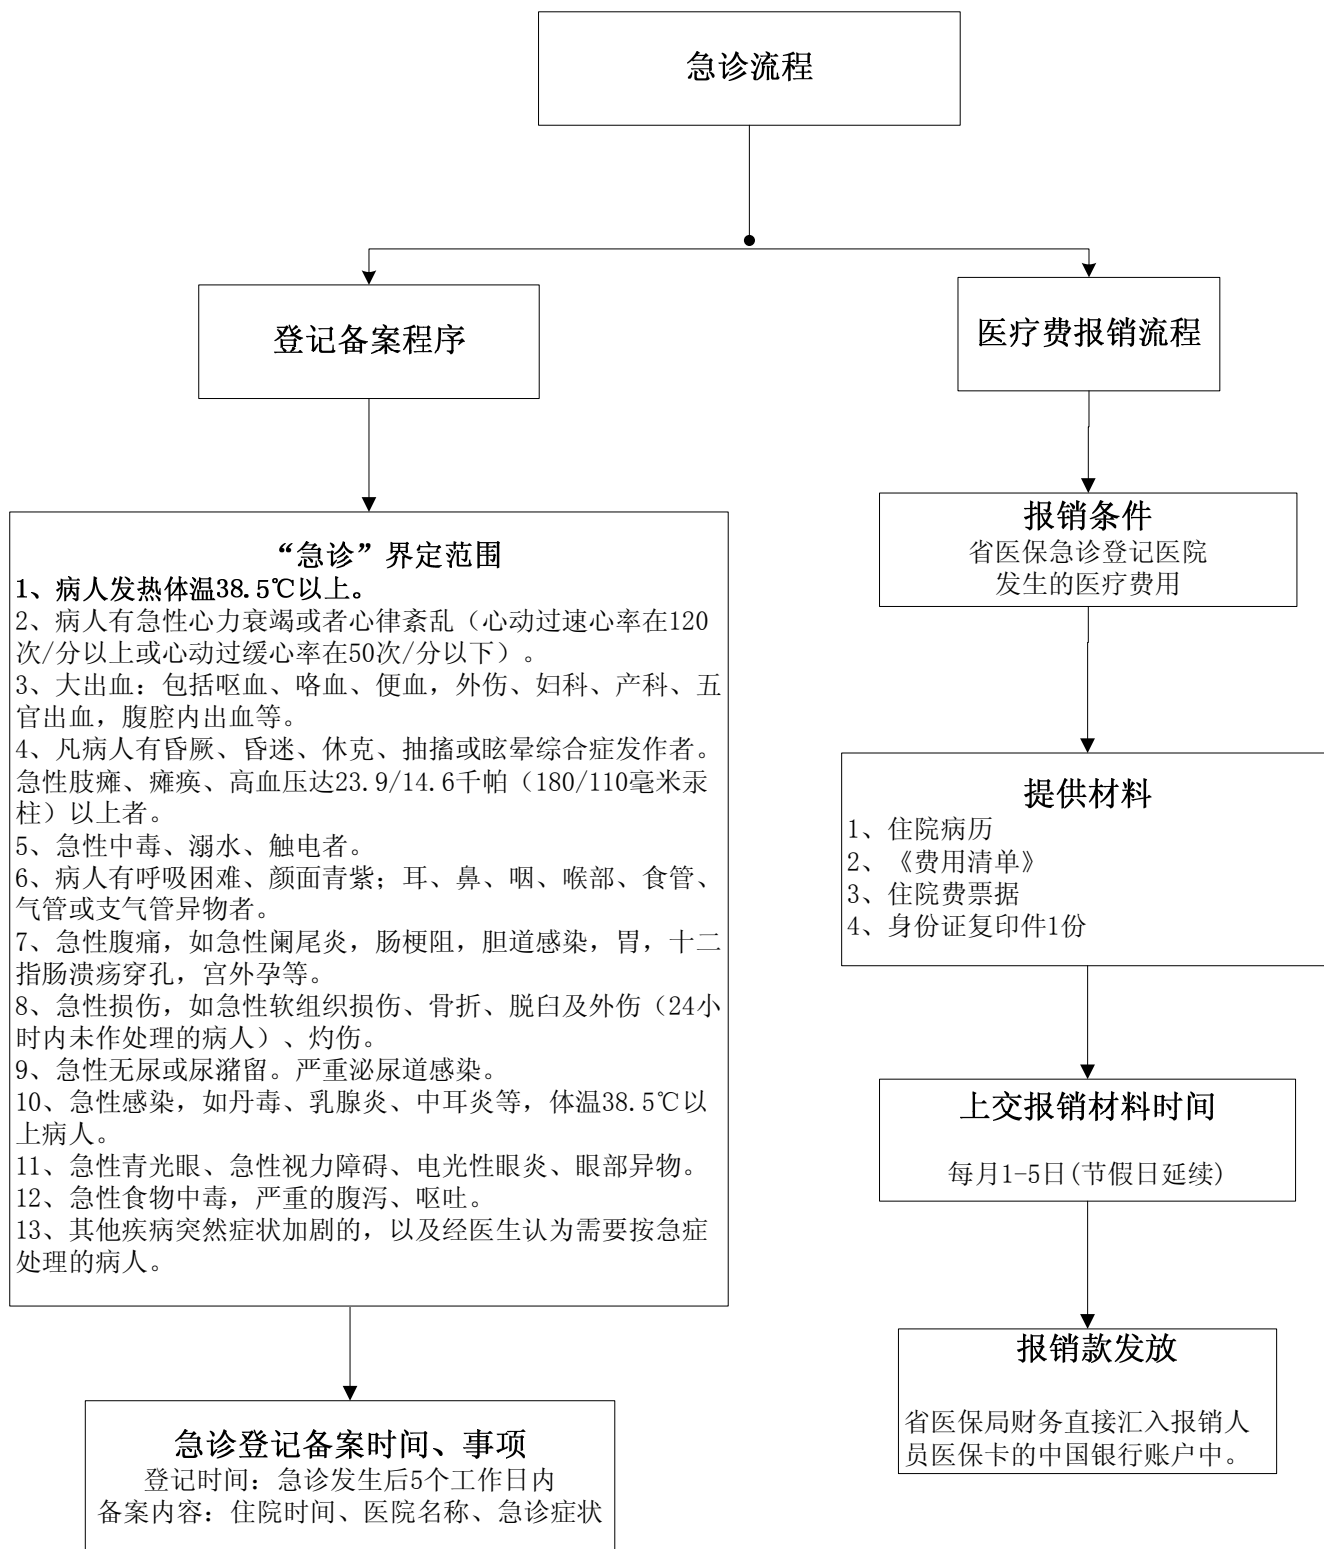 急诊流程
登记备案程序
“急诊”界定范围
1、病人发热体温38.5℃以上。
2、病人有急性心力衰竭或者心律紊乱（心动过速心率在120
次/分以上或心动过缓心率在50次/分以下）。
3、大出血：包括呕血、咯血、便血，外伤、妇科、产科、五
官出血，腹腔内出血等。
4、凡病人有昏厥、昏迷、休克、抽搐或眩晕综合症发作者。
急性肢瘫、瘫痪、高血压达23.9/14.6千帕（180/110毫米汞
柱）以上者。
5、急性中毒、溺水、触电者。
6、病人有呼吸困难、颜面青紫；耳、鼻、咽、喉部、食管、
气管或支气管异物者。
7、急性腹痛，如急性阑尾炎，肠梗阻，胆道感染，胃，十二
指肠溃疡穿孔，宫外孕等。
8、急性损伤，如急性软组织损伤、骨折、脱臼及外伤（24小
时内未作处理的病人）、灼伤。
9、急性无尿或尿潴留。严重泌尿道感染。
10、急性感染，如丹毒、乳腺炎、中耳炎等，体温38.5℃以
上病人。
11、急性青光眼、急性视力障碍、电光性眼炎、眼部异物。
12、急性食物中毒，严重的腹泻、呕吐。
13、其他疾病突然症状加剧的，以及经医生认为需要按急症
处理的病人。
急诊登记备案时间、事项
登记时间：急诊发生后5个工作日内
备案内容：住院时间、医院名称、急诊症状
医疗费报销流程
报销条件
省医保急诊登记医院
发生的医疗费用
提供材料
1、住院病历
2、《费用清单》
3、住院费票据
4、身份证复印件1份
上交报销材料时间
每月1-5日(节假日延续)
报销款发放
省医保局财务直接汇入报销人
员医保卡的中国银行账户中。